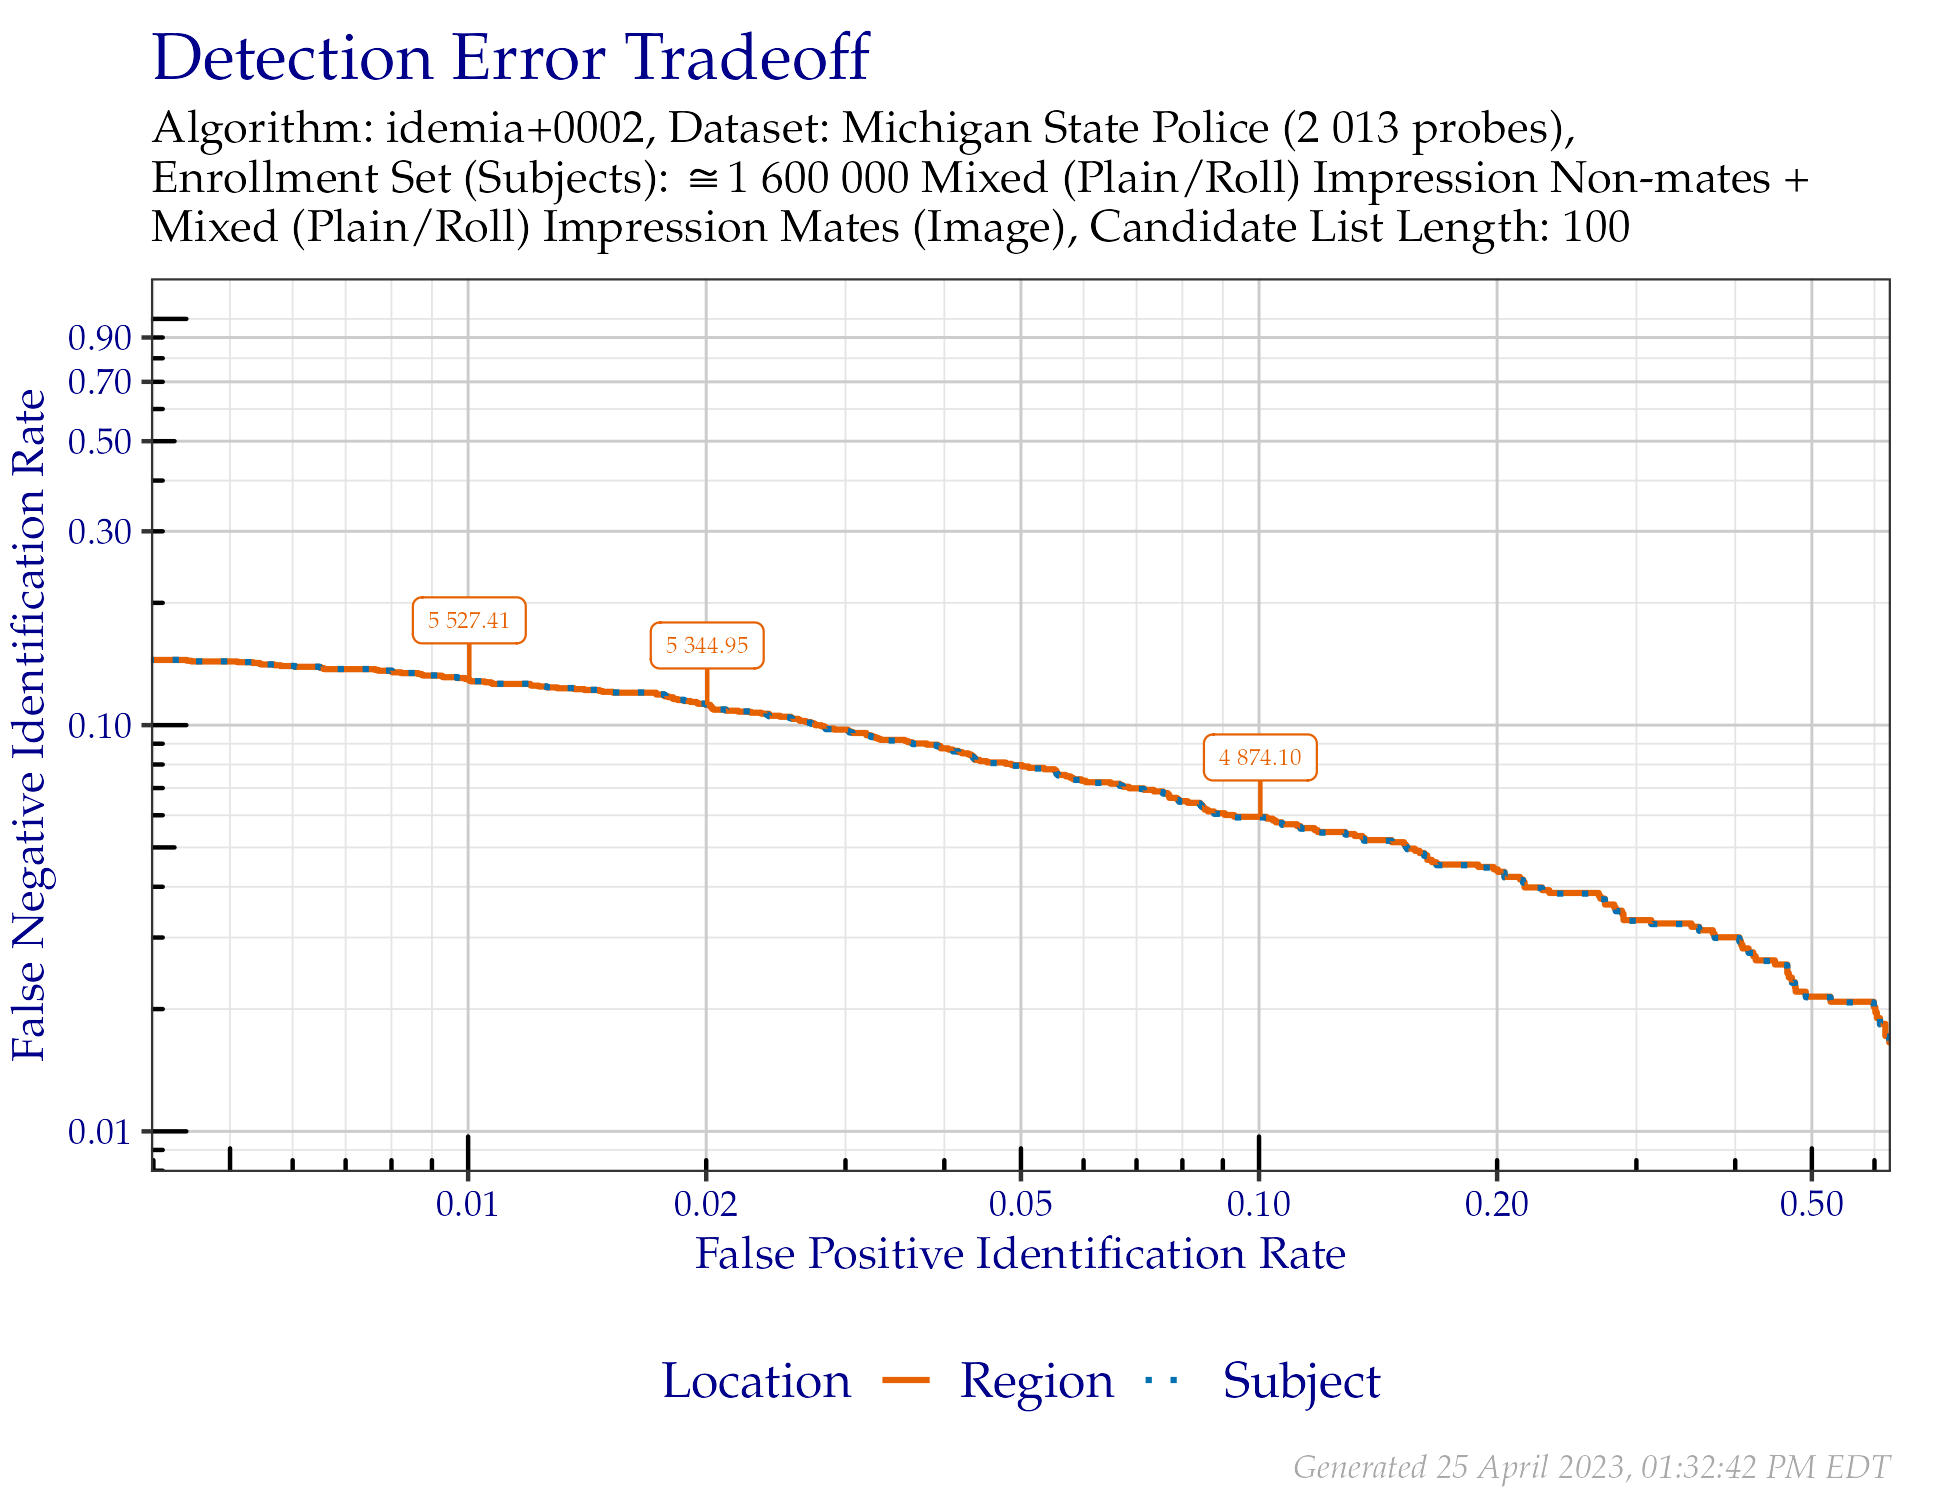 Detection Error Tradeoff
Algorithm: idemia+0002, Dataset: Michigan State Police (2 013 probes),
Enrollment Set (Subjects): ≅1 600 000 Mixed (Plain/Roll) Impression Non-mates +
Mixed (Plain/Roll) Impression Mates (Image), Candidate List Length: 100
False Negative Identification Rate
0.90
0.70
0.50
0.30
0.10
0.01
5 527.41
5 344.95
4 874.10
0.01 0.02 0.05 0.10 0.20 0.50
False Positive Identification Rate
Location Region Subject
Generated 25 April 2023, 01:32:42 PM EDT